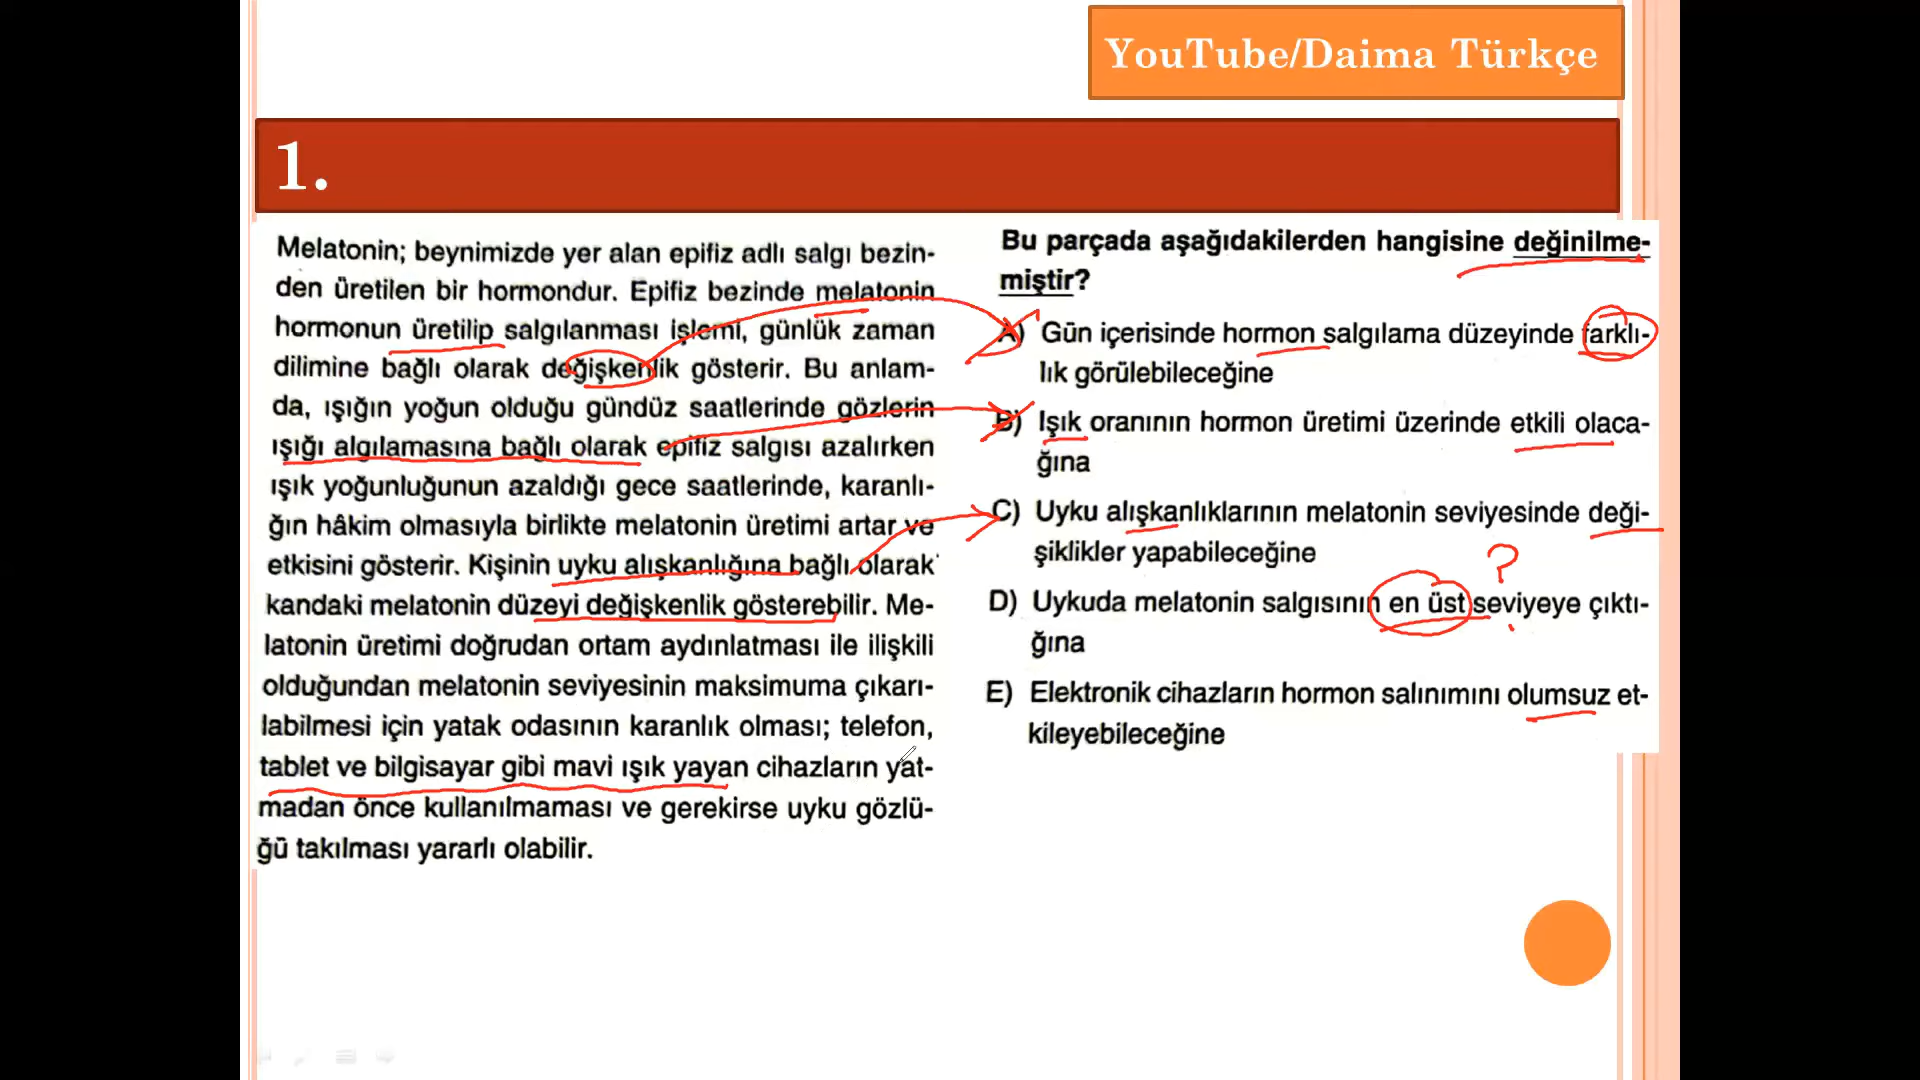 YouTube/Daima Türkçe
1.
Melatonin; beynimizde yer alan epifiz adlı salgı bezin-
den üretilen bir hormondur. Epifiz bezinde melatonin
hormonun üretilip salgılanması işlemi, günlük zaman
dilimine bağlı olarak değişkenlik gösterir. Bu anlam-
da, ışığın yoğun olduğu gündüz saatlerinde gözlerin
ışığı algılamasına bağlı olarak epifiz salgısı azalırken
ışık yoğunluğunun azaldığı gece saatlerinde, karanlı-
ğın hâkim olmasıyla birlikte melatonin üretimi artar ve
etkisini gösterir. Kişinin uyku alışkanlığına bağlı olarak
kandaki melatonin düzeyi değişkenlik gösterebilir. Me-
latonin üretimi doğrudan ortam aydınlatması ile ilişkili
olduğundan melatonin seviyesinin maksimuma çıkarı-
labilmesi için yatak odasının karanlık olması; telefon,
tablet ve bilgisayar gibi mavi ışık yayan cihazların yat-
madan önce kullanılmaması ve gerekirse uyku gözlü-
ğü takılması yararlı olabilir.
Bu parçada aşağıdakilerden hangisine değinilme-
miştir?
A) Gün içerisinde hormon salgılama düzeyinde farklı-
lık görülebileceğine
B) Işık oranının hormon üretimi üzerinde etkili olaca-
ğına
C) Uyku alışkanlıklarının melatonin seviyesinde deği-
şiklikler yapabileceğine
?
D) Uykuda melatonin salgısının en üst seviyeye çıktı-
ğına
E) Elektronik cihazların hormon salınımını olumsuz et-
kileyebileceğine